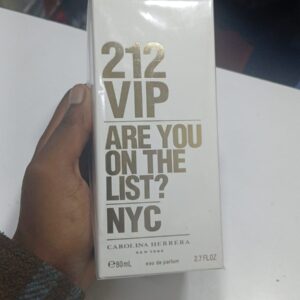 212
VIP
ARE YOU
ON THE
LIST?
NYC
CAROLINA HERRERA
NEW YORK
℮80mL eau de parfum 2.7 FL.OZ